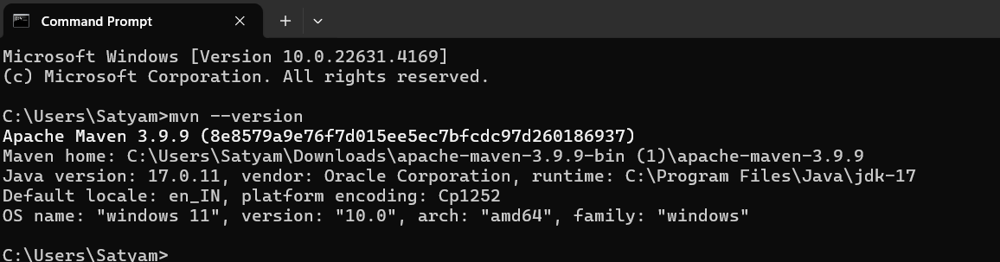 Command Prompt
Microsoft Windows [Version 10.0.22631.4169]
(c) Microsoft Corporation. All rights reserved.
C:\Users\Satyam>mvn --version
Apache Maven 3.9.9 (8e8579a9e76f7d015ee5ec7bfcdc97d260186937)
Maven home: C:\Users\Satyam\Downloads\apache-maven-3.9.9-bin (1)\apache-maven-3.9.9
Java version: 17.0.11, vendor: Oracle Corporation, runtime: C:\Program Files\Java\jdk-17
Default locale: en_IN, platform encoding: Cp1252
OS name: "windows 11", version: "10.0", arch: "amd64", family: "windows"
C:\Users\Satyam>